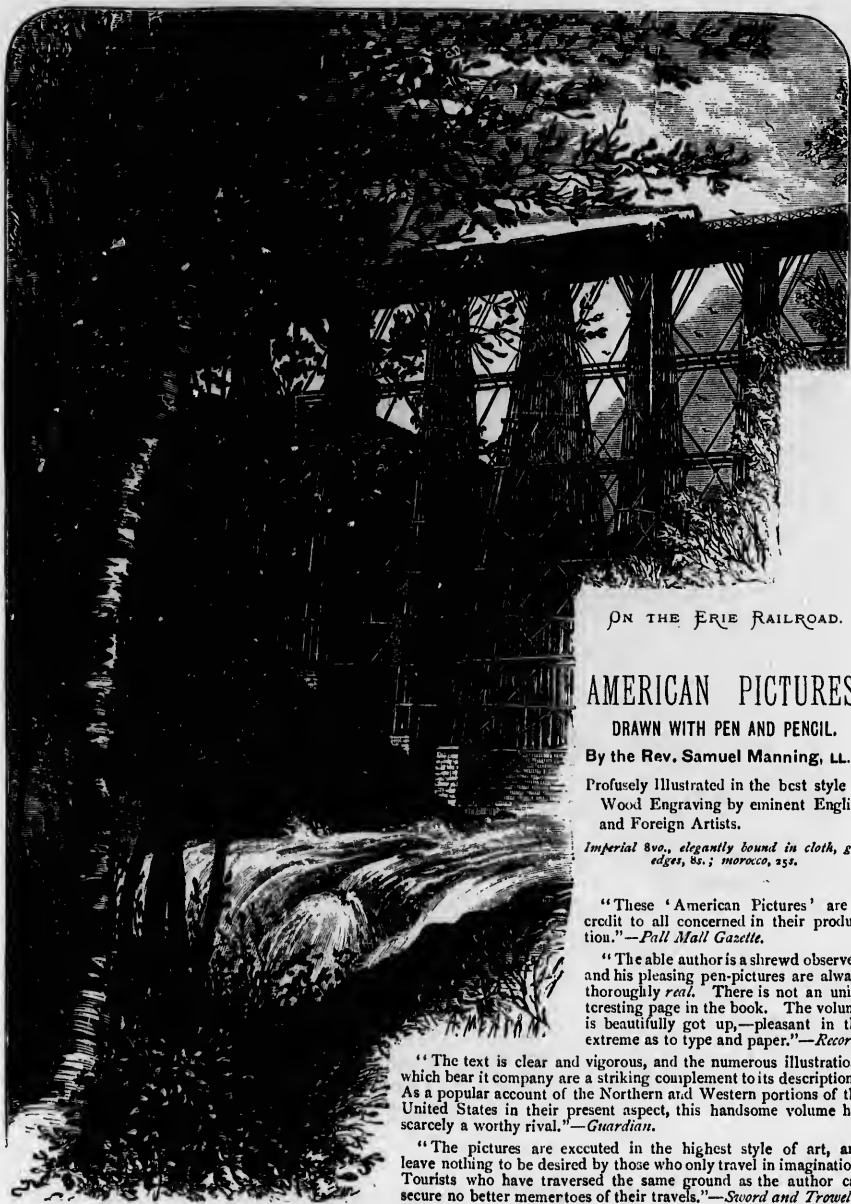 ON THE ERIE RAILROAD.
AMERICAN PICTURES
DRAWN WITH PEN AND PENCIL.
By the Rev. Samuel Manning, LL.
Profusely Illustrated in the best style
Wood Engraving by eminent Engli
and Foreign Artists.
Imperial 8vo., elegantly bound in cloth, g
edges, 8s.; morocco, 25s.
"These 'American Pictures' are
credit to all concerned in their produ
tion."—Pall Mall Gazette.
"The able author is a shrewd observe
and his pleasing pen-pictures are alwa
thoroughly real. There is not an uni
teresting page in the book. The volum
is beautifully got up,—pleasant in th
extreme as to type and paper."—Recor
"The text is clear and vigorous, and the numerous illustration
which bear it company are a striking complement to its description
As a popular account of the Northern and Western portions of th
United States in their present aspect, this handsome volume h
scarcely a worthy rival."—Guardian.
"The pictures are executed in the highest style of art, an
leave nothing to be desired by those who only travel in imaginatio
Tourists who have traversed the same ground as the author ca
secure no better mementoes of their travels."—Sword and Trowel